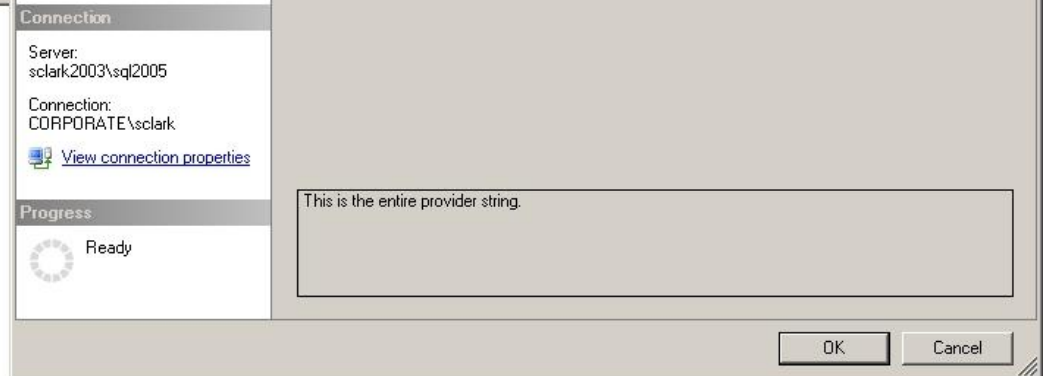 Connection
Server:
sclark2003\sql2005
Connection:
CORPORATE\sclark
View connection properties
Progress
Ready
This is the entire provider string.
OK
Cancel